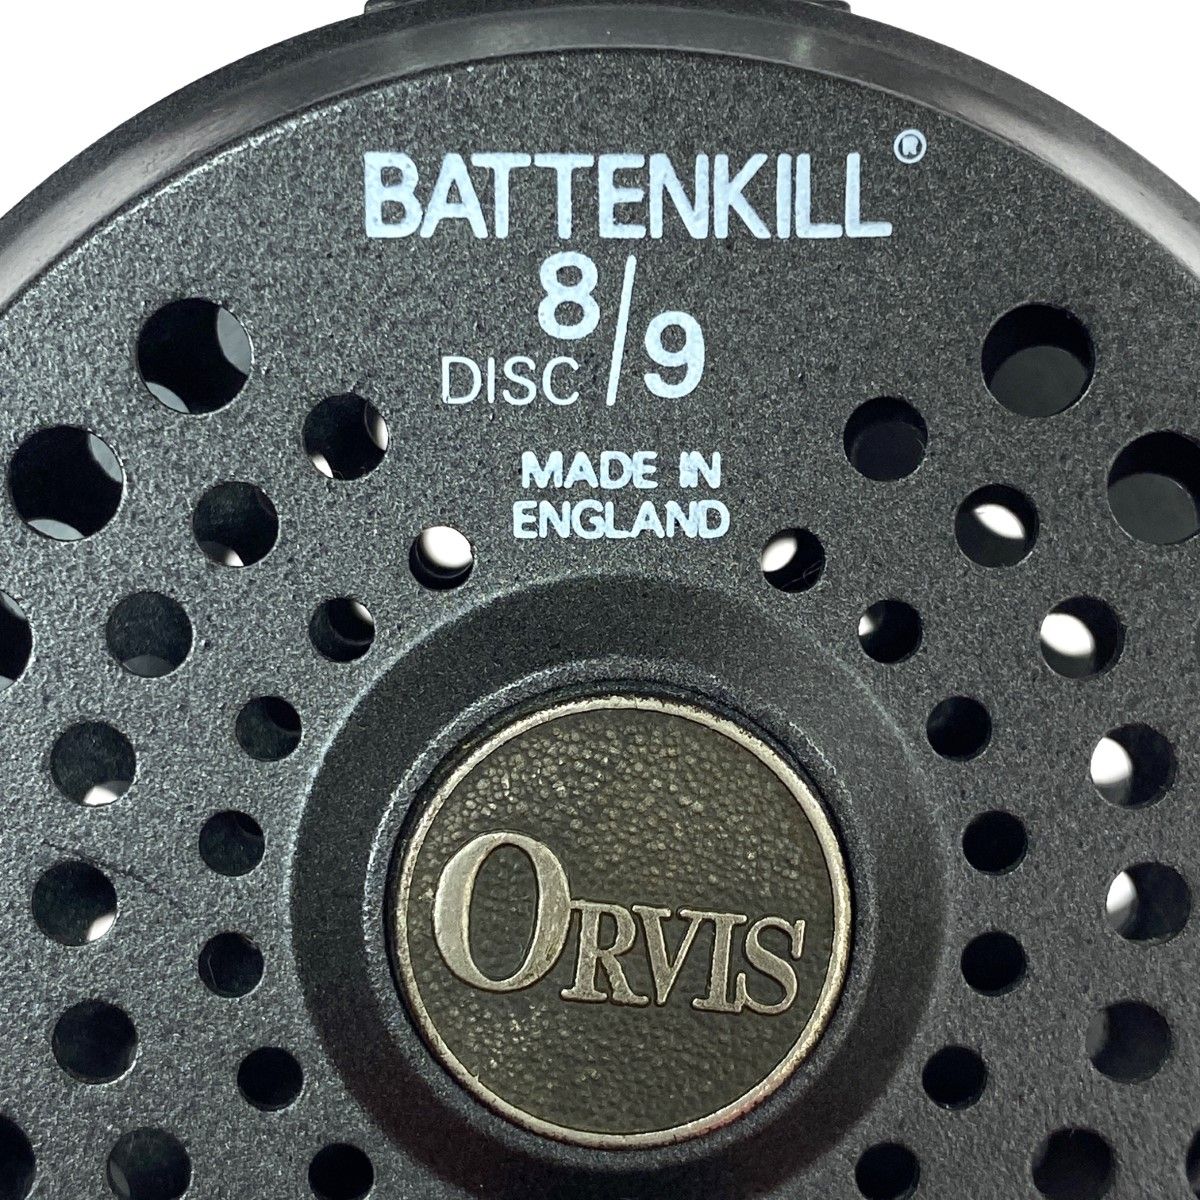 BATTENKILL®
DISC 8/9
MADE IN
ENGLAND
ORVIS